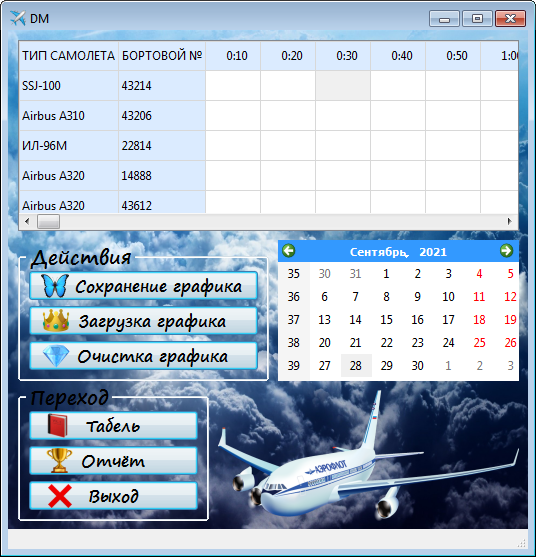 DM
ТИП САМОЛЕТА БОРТОВОЙ № 0:10 0:20 0:30 0:40 0:50 1:00
SSJ-100 43214
Airbus A310 43206
ИЛ-96М 22814
Airbus A320 14888
Airbus A320 43612
Действия
Сохранение графика
Загрузка графика
Очистка графика
Сентябрь, 2021
35 30 31 1 2 3 4 5
36 6 7 8 9 10 11 12
37 13 14 15 16 17 18 19
38 20 21 22 23 24 25 26
39 27 28 29 30 1 2 3
Переход
Табель
Отчёт
Выход
АЭРОФЛОТ